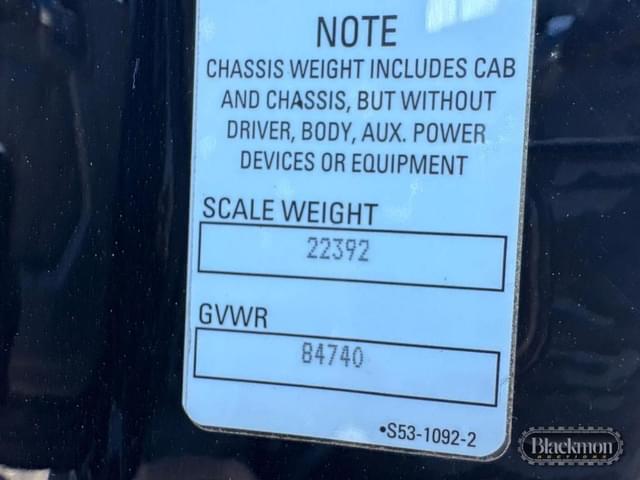 NOTE
CHASSIS WEIGHT INCLUDES CAB
AND CHASSIS, BUT WITHOUT
DRIVER, BODY, AUX. POWER
DEVICES OR EQUIPMENT
SCALE WEIGHT
22392
GVWR
84740
•S53-1092-2
Blackmon
AUCTIONS